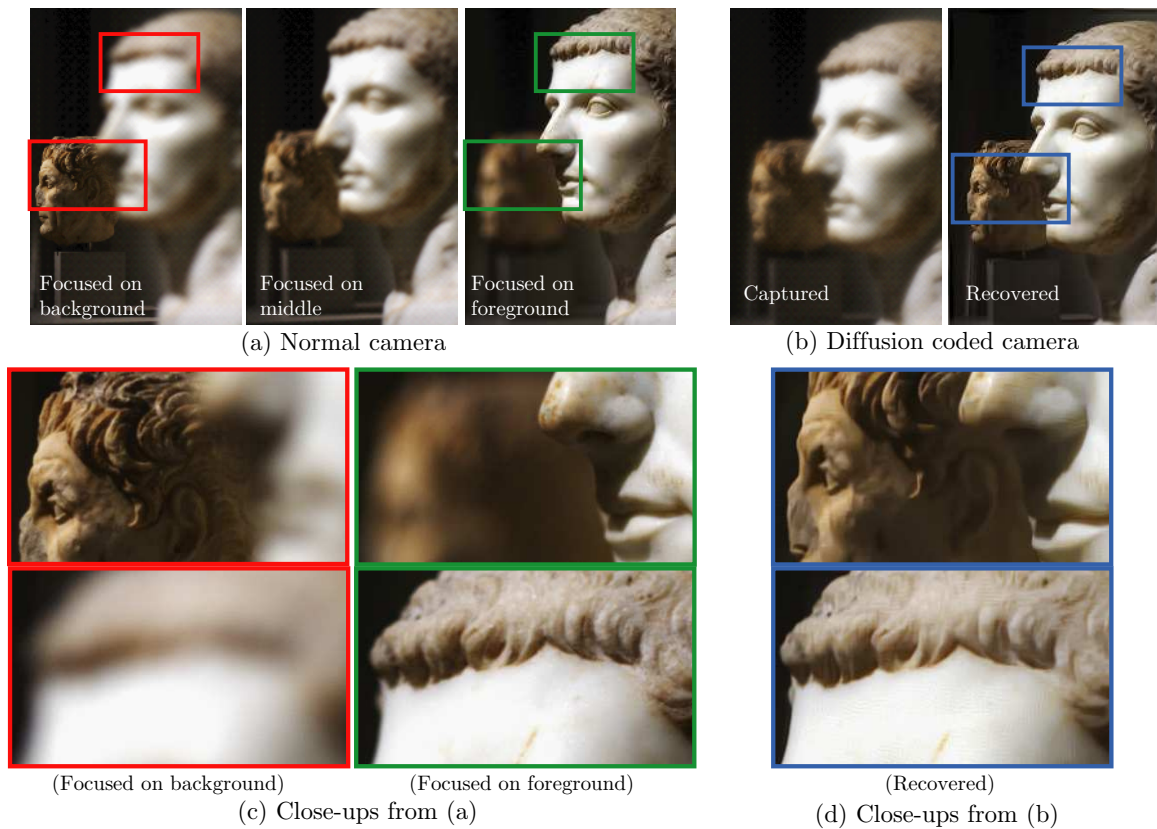 Focused on
background
Focused on
middle
Focused on
foreground
Captured
Recovered
(a) Normal camera
(b) Diffusion coded camera
(Focused on background)
(Focused on foreground)
(Recovered)
(c) Close-ups from (a)
(d) Close-ups from (b)